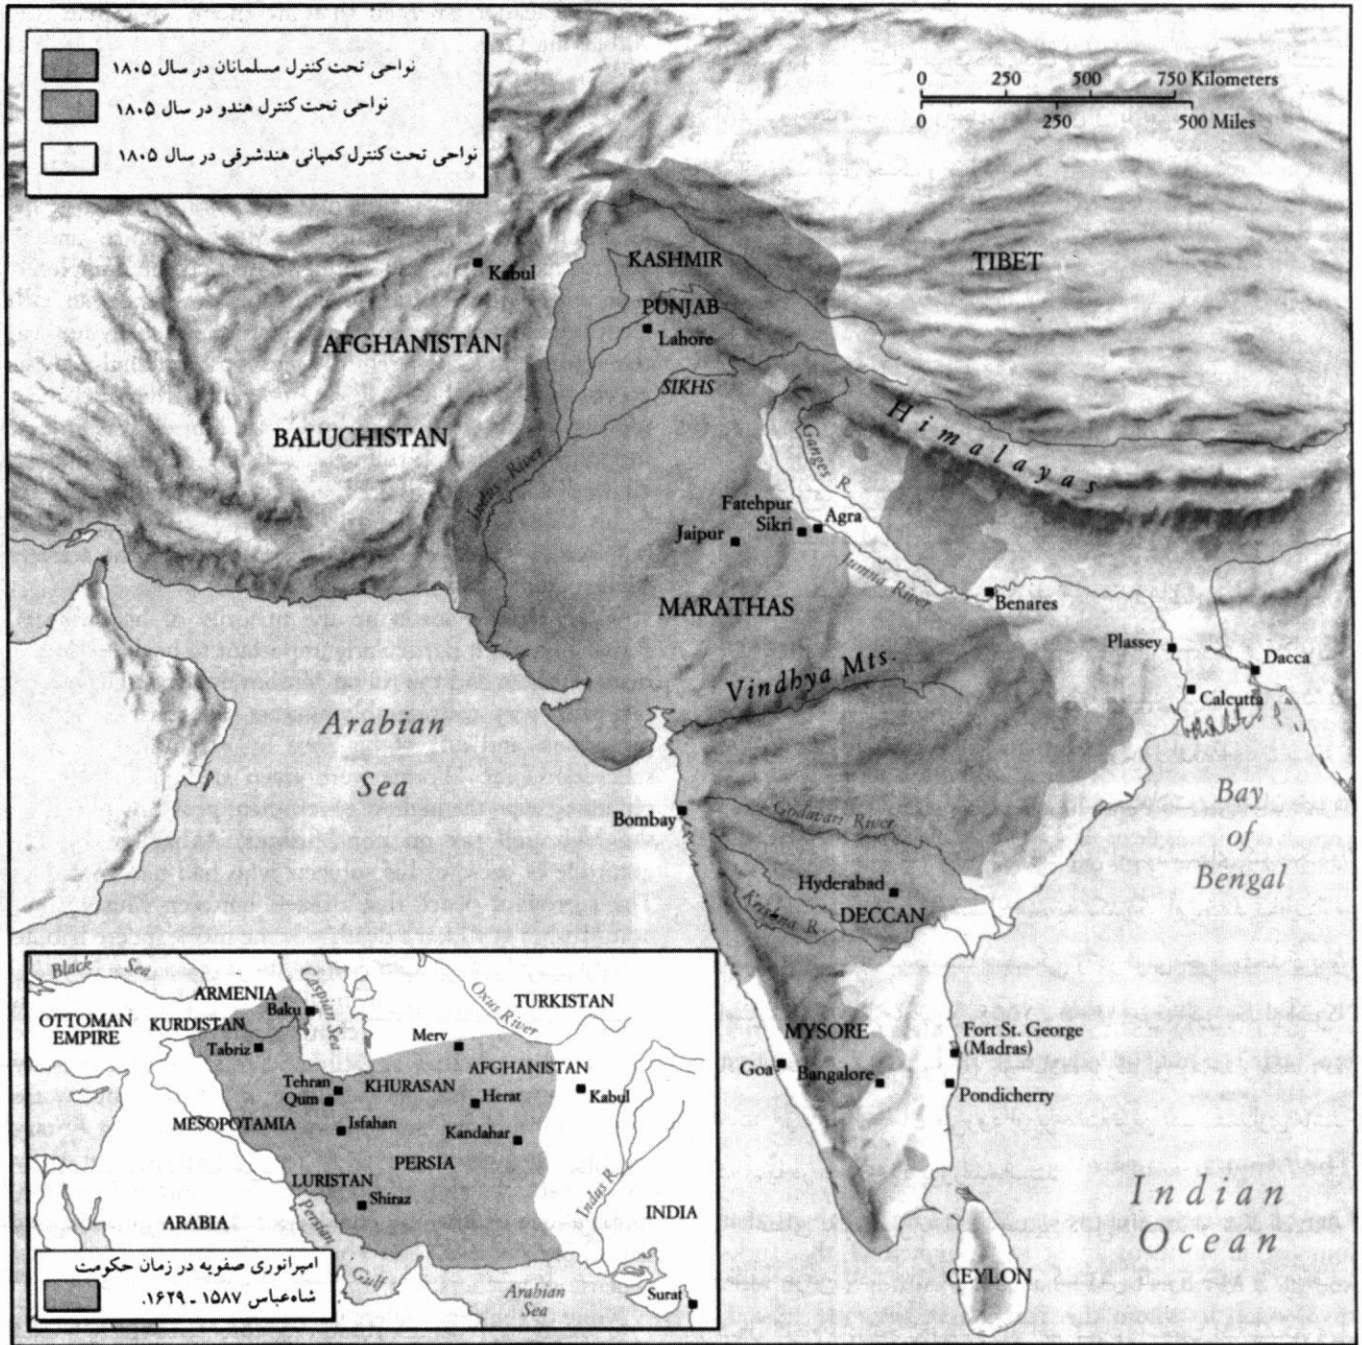 نواحی تحت کنترل مسلمانان در سال ۱۸۰۵
نواحی تحت کنترل هندو در سال ۱۸۰۵
نواحی تحت کنترل کمپانی هندشرقی در سال ۱۸۰۵
0 250 500 750 Kilometers
0 250 500 Miles
KASHMIR
TIBET
Kabul
PUNJAB
Lahore
AFGHANISTAN
SIKHS
Himalayas
BALUCHISTAN
Ganges R.
Indus River
Fatehpur
Sikri
Agra
Jaipur
Jumna River
MARATHAS
Benares
Plassey
Dacca
Vindhya Mts.
Calcutta
Arabian
Sea
Bay
of
Bengal
Bombay
Godavari River
Hyderabad
DECCAN
Krishna R.
MYSORE
Fort St. George
(Madras)
Goa
Bangalore
Pondicherry
Indian
Ocean
CEYLON
Black Sea
Caspian Sea
ARMENIA
Baku
Oxus River
TURKISTAN
OTTOMAN
EMPIRE
KURDISTAN
Tabriz
Merv
AFGHANISTAN
Tehran
KHURASAN
Qum
Herat
Kabul
MESOPOTAMIA
Isfahan
Kandahar
PERSIA
LURISTAN
Shiraz
Indus R.
Persian Gulf
ARABIA
INDIA
Arabian
Sea
Surat
امپراتوری صفویه در زمان حکومت
شاه‌عباس ۱۵۸۷ ـ ۱۶۲۹.